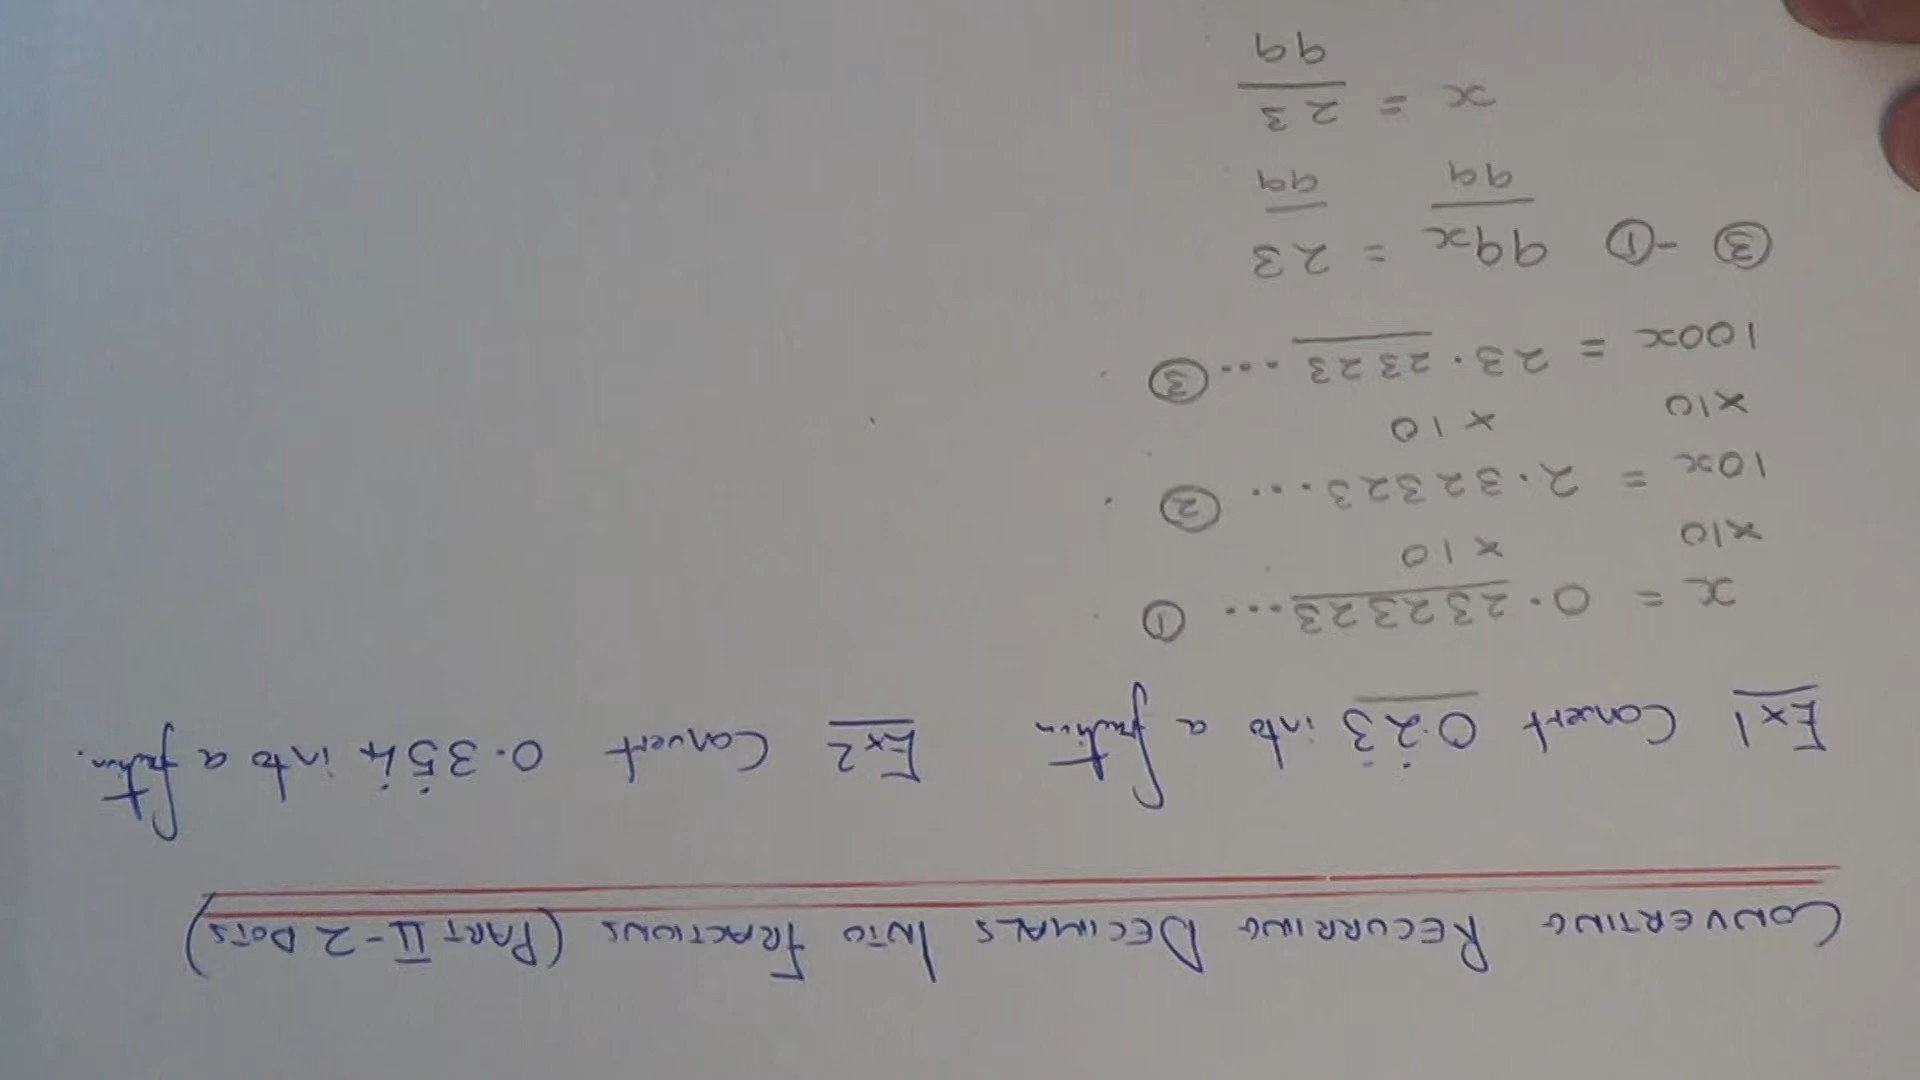 CONVERTING RECURRING DECIMALS INTO FRACTIONS (PART II - 2 DOTS)
Ex1 Convert 0.2̇3̇ into a fraction
Ex2 Convert 0.35̇4̇ into a fraction.
x = 0.232323... ①
×10 ×10
10x = 2.32323... ②
×10 ×10
100x = 23.2323... ③
③ - ① 99x = 23
99 99
x = 23
99